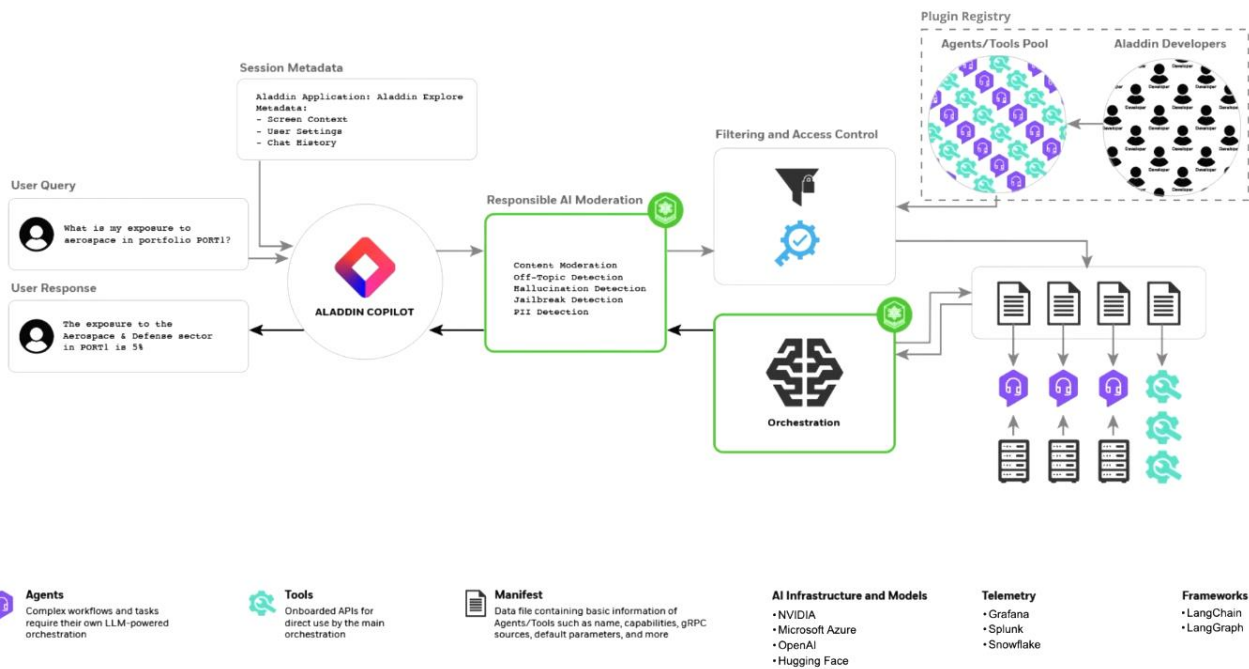 Plugin Registry
Agents/Tools Pool
Aladdin Developers
Developer
Session Metadata
Aladdin Application: Aladdin Explore
Metadata:
- Screen Context
- User Settings
- Chat History
Filtering and Access Control
User Query
What is my exposure to
aerospace in portfolio PORT1?
Responsible AI Moderation
Content Moderation
Off-Topic Detection
Hallucination Detection
Jailbreak Detection
PII Detection
ALADDIN COPILOT
User Response
The exposure to the
Aerospace & Defense sector
in PORT1 is 5%
Orchestration
Agents
Complex workflows and tasks
require their own LLM-powered
orchestration
Tools
Onboarded APIs for
direct use by the main
orchestration
Manifest
Data file containing basic information of
Agents/Tools such as name, capabilities, gRPC
sources, default parameters, and more
AI Infrastructure and Models
• NVIDIA
• Microsoft Azure
• OpenAI
• Hugging Face
Telemetry
• Grafana
• Splunk
• Snowflake
Frameworks
• LangChain
• LangGraph